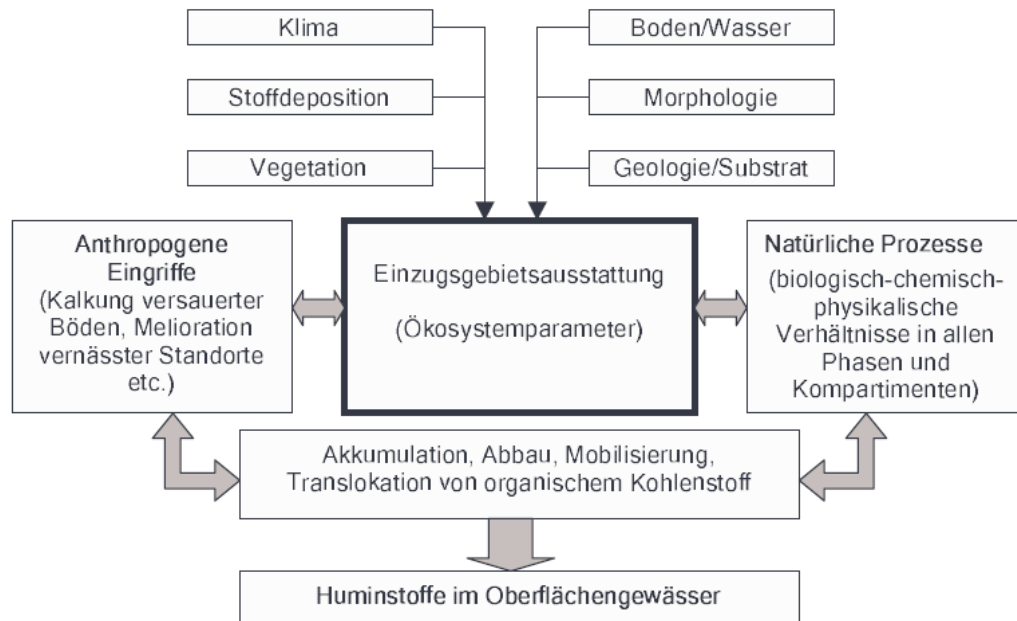 Klima
Boden/Wasser
Stoffdeposition
Morphologie
Vegetation
Geologie/Substrat
Anthropogene
Eingriffe
(Kalkung versauerter
Böden, Melioration
vernässter Standorte
etc.)
Einzugsgebietsausstattung
(Ökosystemparameter)
Natürliche Prozesse
(biologisch-chemisch-
physikalische
Verhältnisse in allen
Phasen und
Kompartimenten)
Akkumulation, Abbau, Mobilisierung,
Translokation von organischem Kohlenstoff
Huminstoffe im Oberflächengewässer